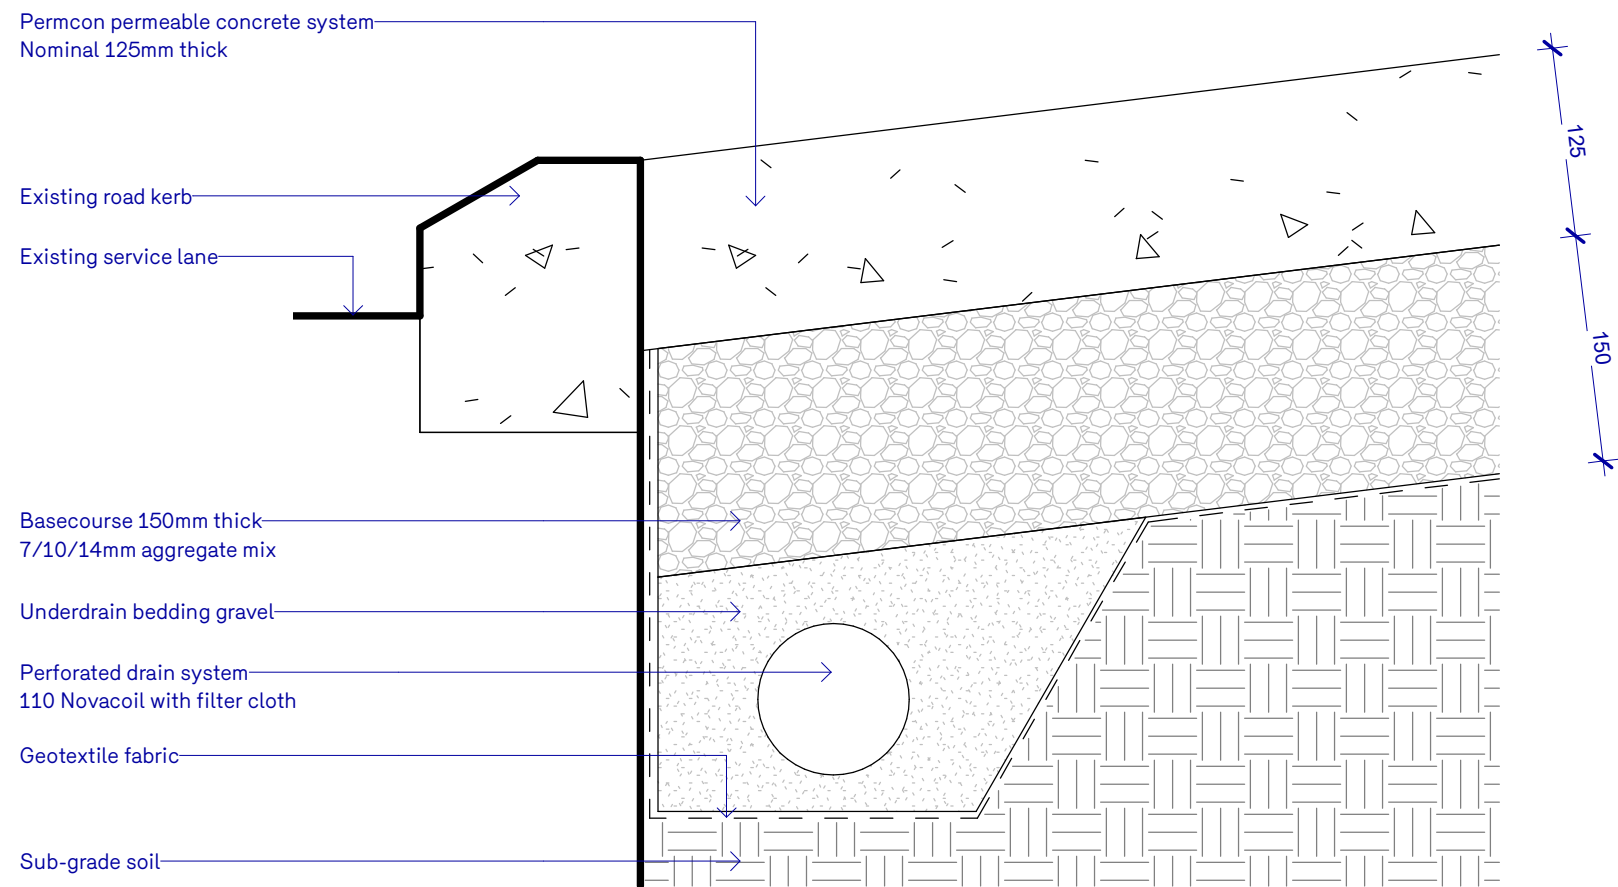 Permcon permeable concrete system
Nominal 125mm thick
125
Existing road kerb
Existing service lane
150
Basecourse 150mm thick
7/10/14mm aggregate mix
Underdrain bedding gravel
Perforated drain system
110 Novacoil with filter cloth
Geotextile fabric
Sub-grade soil